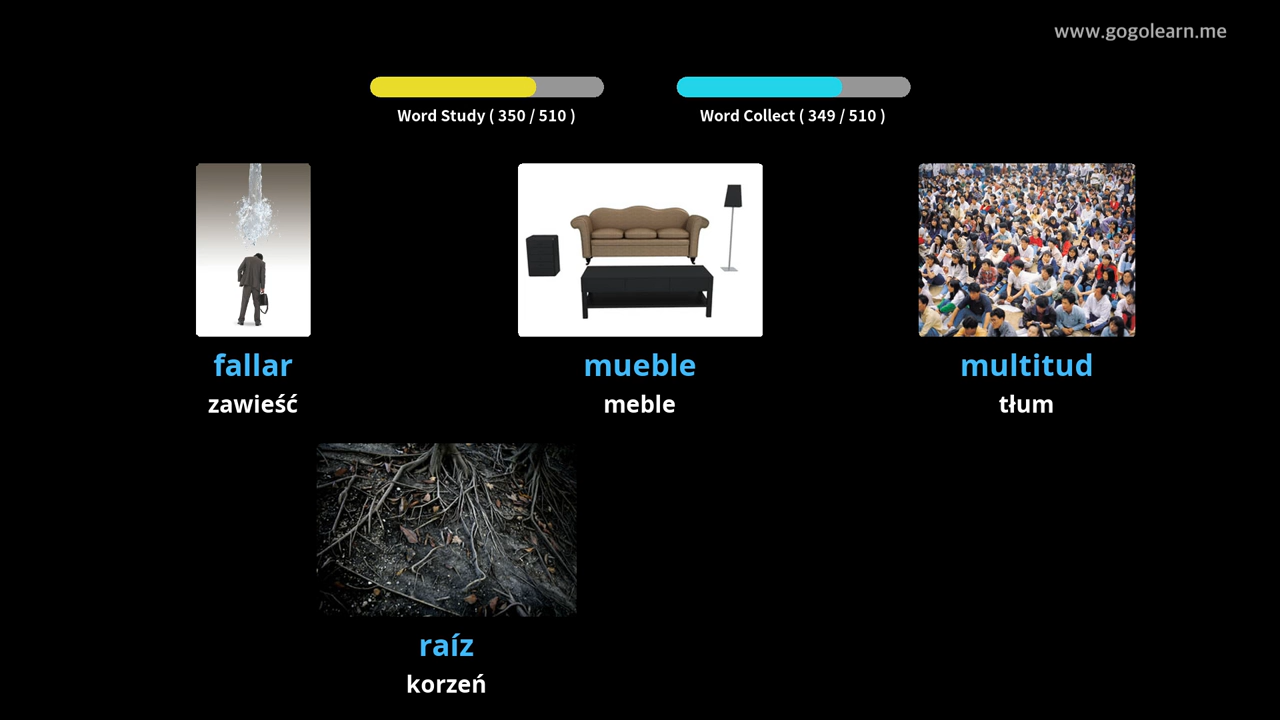 www.gogolearn.me
Word Study ( 350 / 510 )
Word Collect ( 349 / 510 )
fallar
zawieść
mueble
meble
multitud
tłum
raíz
korzeń